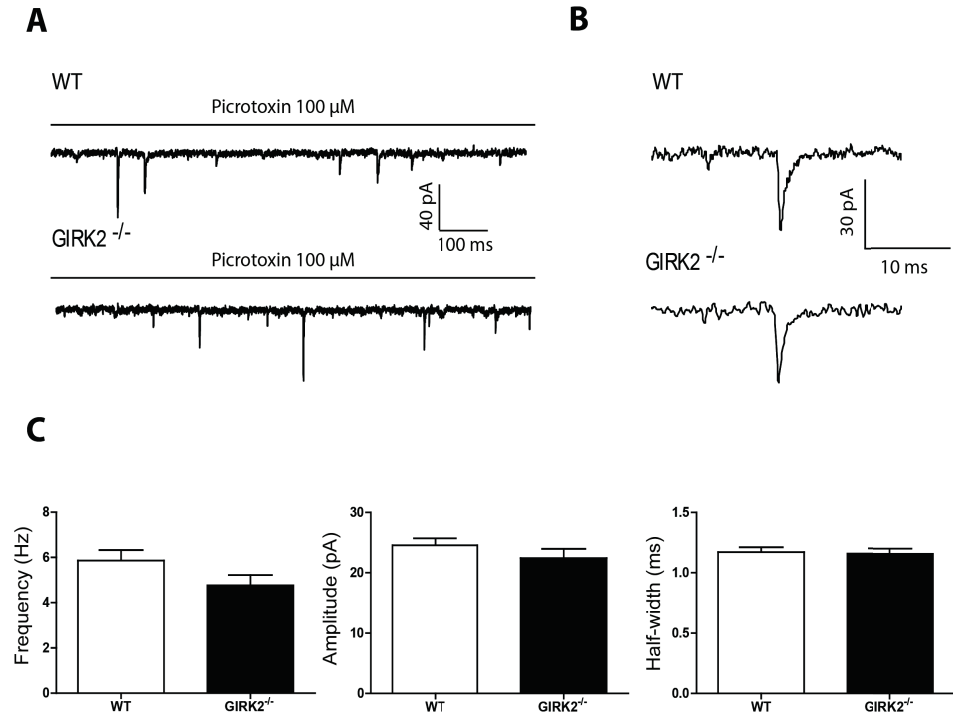 A
WT
Picrotoxin 100 µM
40 pA
100 ms
GIRK2 -/-
Picrotoxin 100 µM
B
WT
30 pA
10 ms
GIRK2 -/-
C
Frequency (Hz)
8
6
4
2
0
WT
GIRK2-/-
Amplitude (pA)
30
20
10
0
WT
GIRK2-/-
Half-width (ms)
1.5
1.0
0.5
0.0
WT
GIRK2-/-